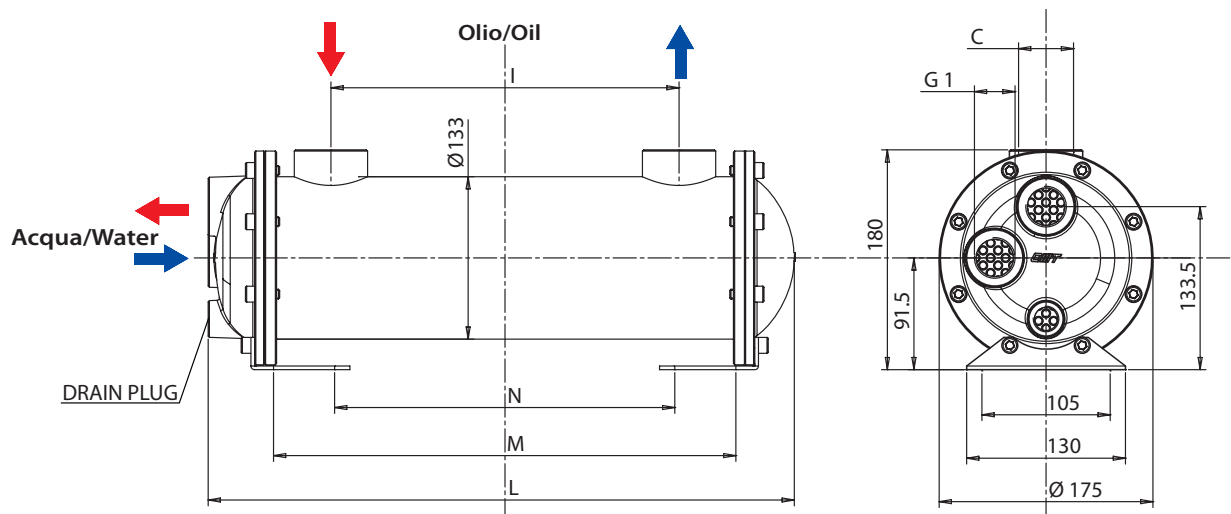 Olio/Oil
C
I
G 1
Ø133
180
Acqua/Water
91.5
133.5
DRAIN PLUG
N
105
M
130
L
Ø 175